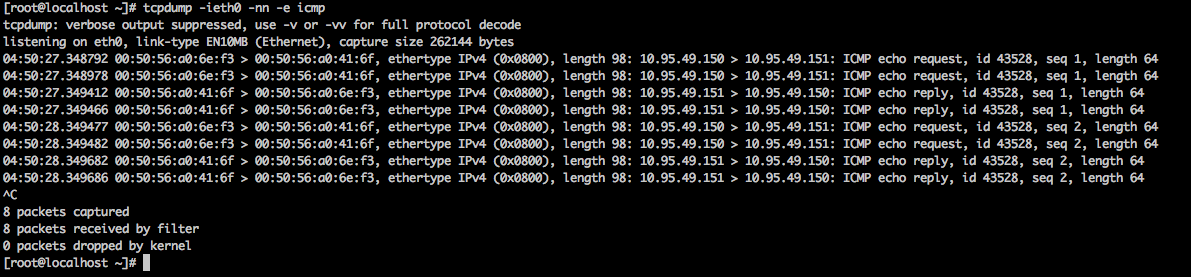 [root@localhost ~]# tcpdump -ieth0 -nn -e icmp
tcpdump: verbose output suppressed, use -v or -vv for full protocol decode
listening on eth0, link-type EN10MB (Ethernet), capture size 262144 bytes
04:50:27.348792 00:50:56:a0:6e:f3 > 00:50:56:a0:41:6f, ethertype IPv4 (0x0800), length 98: 10.95.49.150 > 10.95.49.151: ICMP echo request, id 43528, seq 1, length 64
04:50:27.348978 00:50:56:a0:6e:f3 > 00:50:56:a0:41:6f, ethertype IPv4 (0x0800), length 98: 10.95.49.150 > 10.95.49.151: ICMP echo request, id 43528, seq 1, length 64
04:50:27.349412 00:50:56:a0:41:6f > 00:50:56:a0:6e:f3, ethertype IPv4 (0x0800), length 98: 10.95.49.151 > 10.95.49.150: ICMP echo reply, id 43528, seq 1, length 64
04:50:27.349466 00:50:56:a0:41:6f > 00:50:56:a0:6e:f3, ethertype IPv4 (0x0800), length 98: 10.95.49.151 > 10.95.49.150: ICMP echo reply, id 43528, seq 1, length 64
04:50:28.349477 00:50:56:a0:6e:f3 > 00:50:56:a0:41:6f, ethertype IPv4 (0x0800), length 98: 10.95.49.150 > 10.95.49.151: ICMP echo request, id 43528, seq 2, length 64
04:50:28.349482 00:50:56:a0:6e:f3 > 00:50:56:a0:41:6f, ethertype IPv4 (0x0800), length 98: 10.95.49.150 > 10.95.49.151: ICMP echo request, id 43528, seq 2, length 64
04:50:28.349682 00:50:56:a0:41:6f > 00:50:56:a0:6e:f3, ethertype IPv4 (0x0800), length 98: 10.95.49.151 > 10.95.49.150: ICMP echo reply, id 43528, seq 2, length 64
04:50:28.349686 00:50:56:a0:41:6f > 00:50:56:a0:6e:f3, ethertype IPv4 (0x0800), length 98: 10.95.49.151 > 10.95.49.150: ICMP echo reply, id 43528, seq 2, length 64
^C
8 packets captured
8 packets received by filter
0 packets dropped by kernel
[root@localhost ~]#